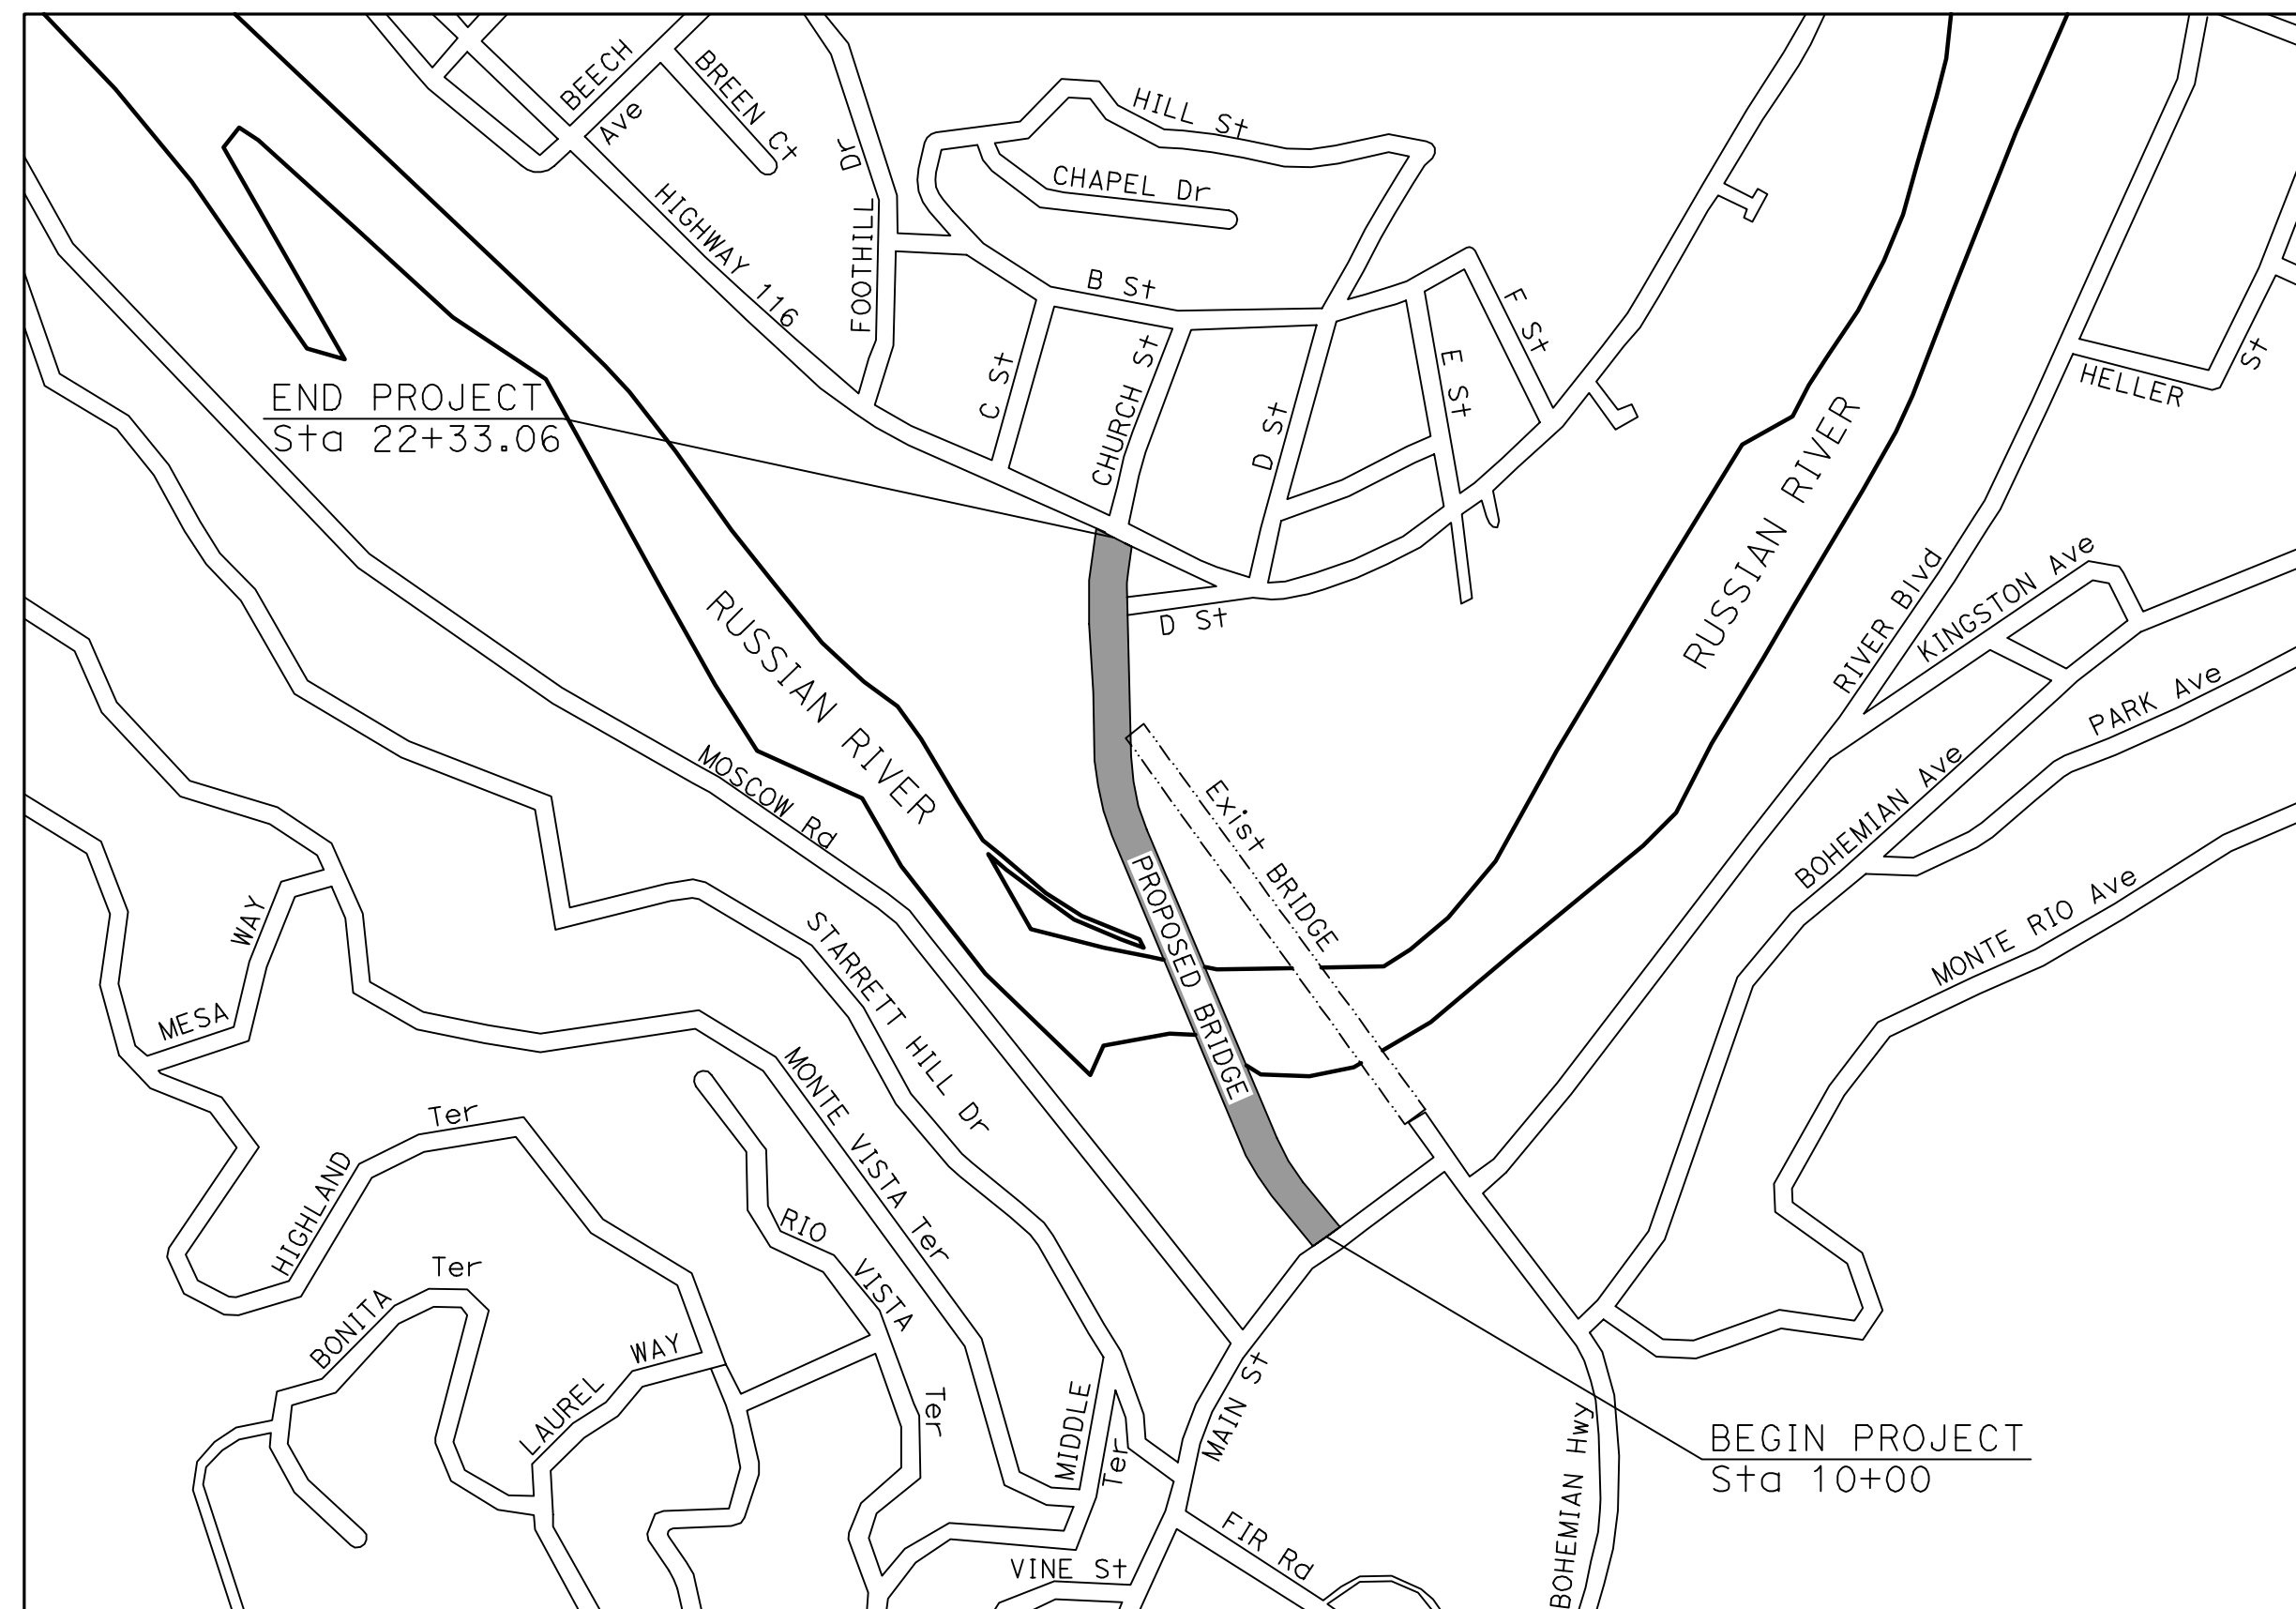 BEECH
Ave
BREEN Ct
HIGHWAY 116
FOOTHILL
Dr
HILL St
CHAPEL Dr
B St
C St
CHURCH St
D St
E St
F St
D St
END PROJECT
Sta 22+33.06
RUSSIAN RIVER
RUSSIAN RIVER
HELLER
St
RIVER Blvd
KINGSTON Ave
PARK Ave
BOHEMIAN Ave
MONTE RIO Ave
MOSCOW Rd
Exist BRIDGE
PROPOSED BRIDGE
STARRETT HILL Dr
MONTE VISTA Ter
WAY
MESA
HIGHLAND
Ter
BONITA
Ter
RIO
VISTA
Ter
LAUREL
WAY
MIDDLE
Ter
MAIN St
FIR Rd
VINE St
BOHEMIAN Hwy
BEGIN PROJECT
Sta 10+00